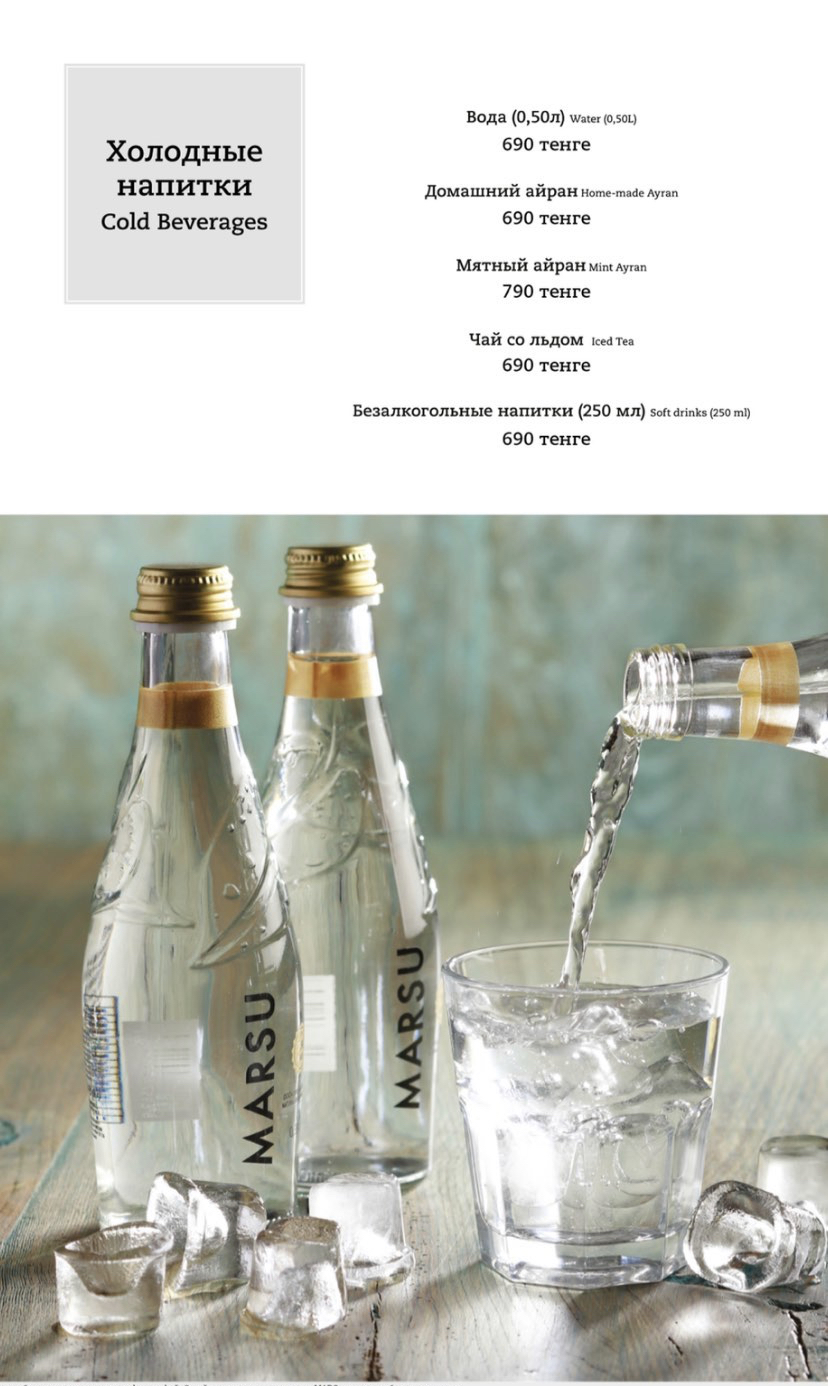 Холодные
напитки
Cold Beverages
Вода (0,50л) Water (0,50L)
690 тенге
Домашний айран Home-made Ayran
690 тенге
Мятный айран Mint Ayran
790 тенге
Чай со льдом Iced Tea
690 тенге
Безалкогольные напитки (250 мл) Soft drinks (250 ml)
690 тенге
MARSU
MARSU